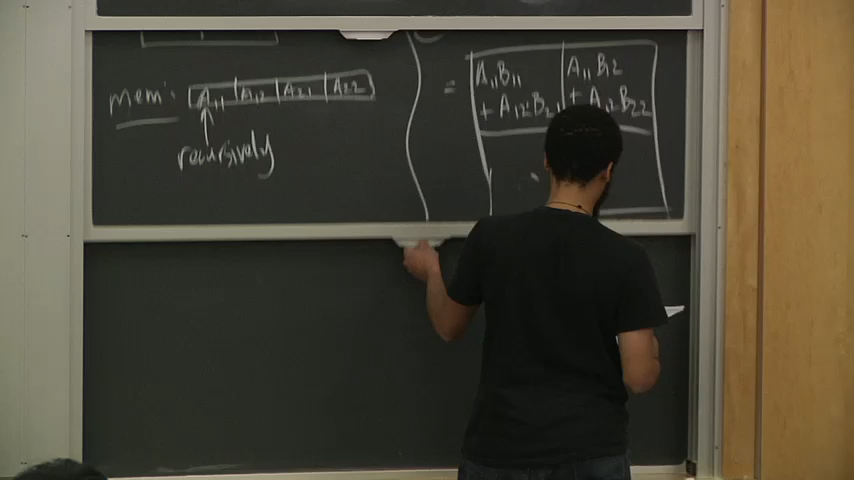 mem: A11 | A12 | A21 | A22
recursively
= A11B11 | A11B12
+ A12B21 | + A12B22